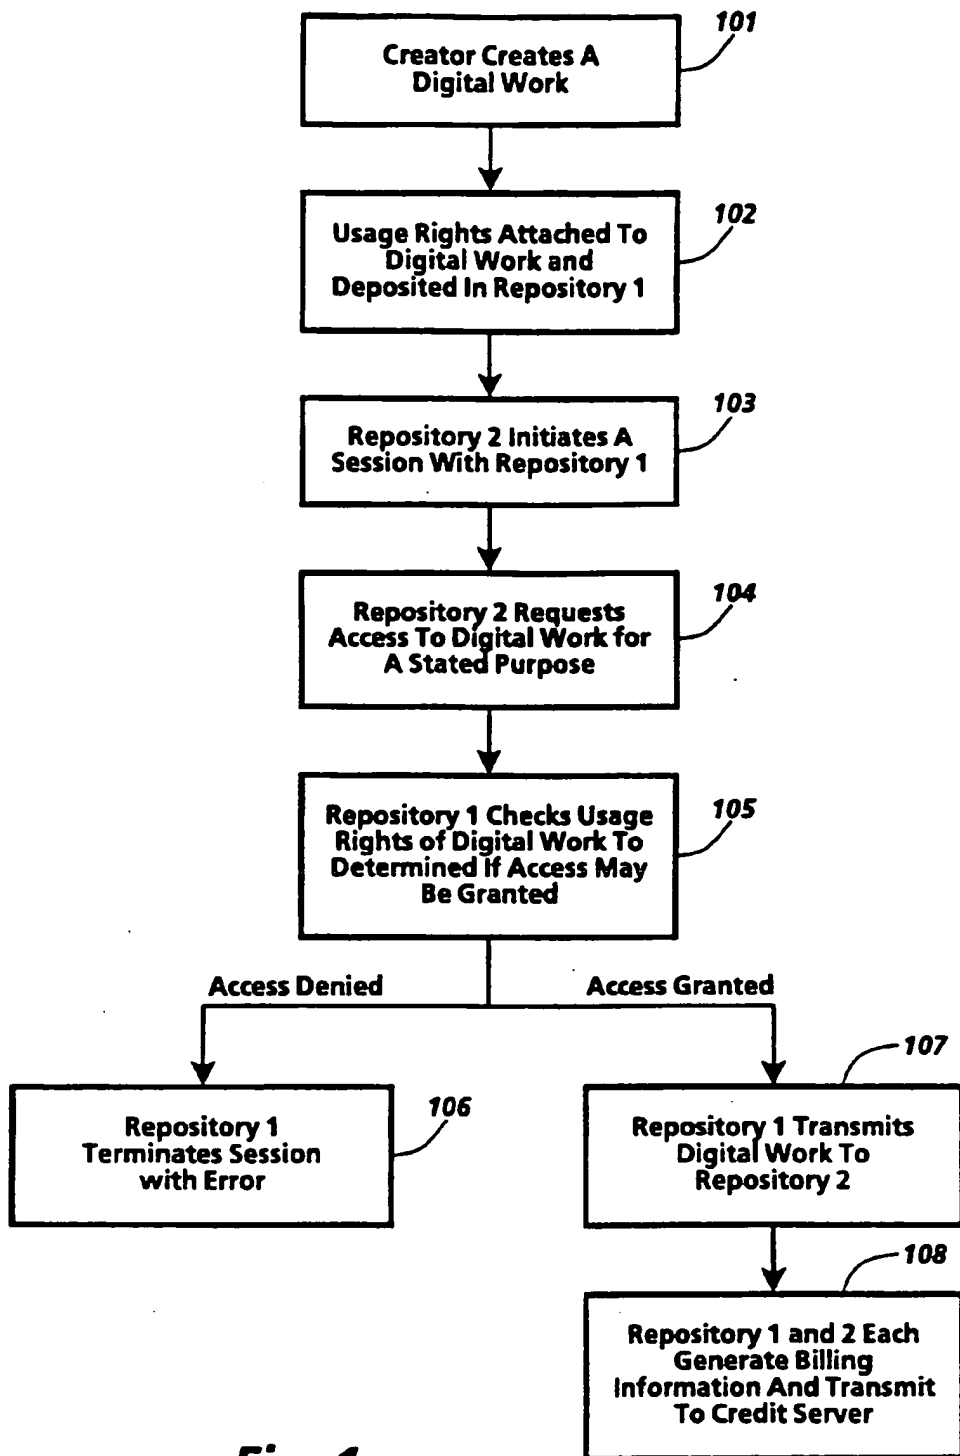 101
Creator Creates A
Digital Work
102
Usage Rights Attached To
Digital Work and
Deposited In Repository 1
103
Repository 2 Initiates A
Session With Repository 1
104
Repository 2 Requests
Access To Digital Work for
A Stated Purpose
105
Repository 1 Checks Usage
Rights of Digital Work To
Determined If Access May
Be Granted
Access Denied
Access Granted
106
Repository 1
Terminates Session
with Error
107
Repository 1 Transmits
Digital Work To
Repository 2
108
Repository 1 and 2 Each
Generate Billing
Information And Transmit
To Credit Server